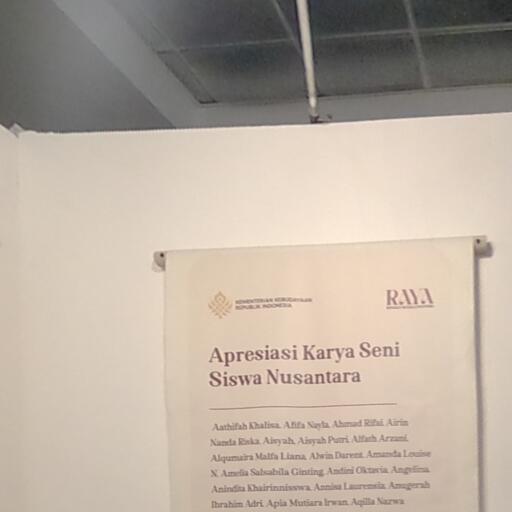 KEMENTERIAN KEBUDAYAAN
REPUBLIK INDONESIA
RAYA
Apresiasi Karya Seni
Siswa Nusantara
Aathifah Khalisa, Afifa Nayla, Ahmad Rifai, Airin
Nanda Riska, Aisyah, Aisyah Putri, Alfath Arzani,
Alqumaira Malfa Liana, Alwin Darent, Amanda Louise
N, Amelia Salsabila Ginting, Andini Oktavia, Angelina,
Anindita Khairinnisswa, Annisa Laurensia, Anugerah
Ibrahim Adri, Apia Mutiara Irwan, Aqilla Nazwa